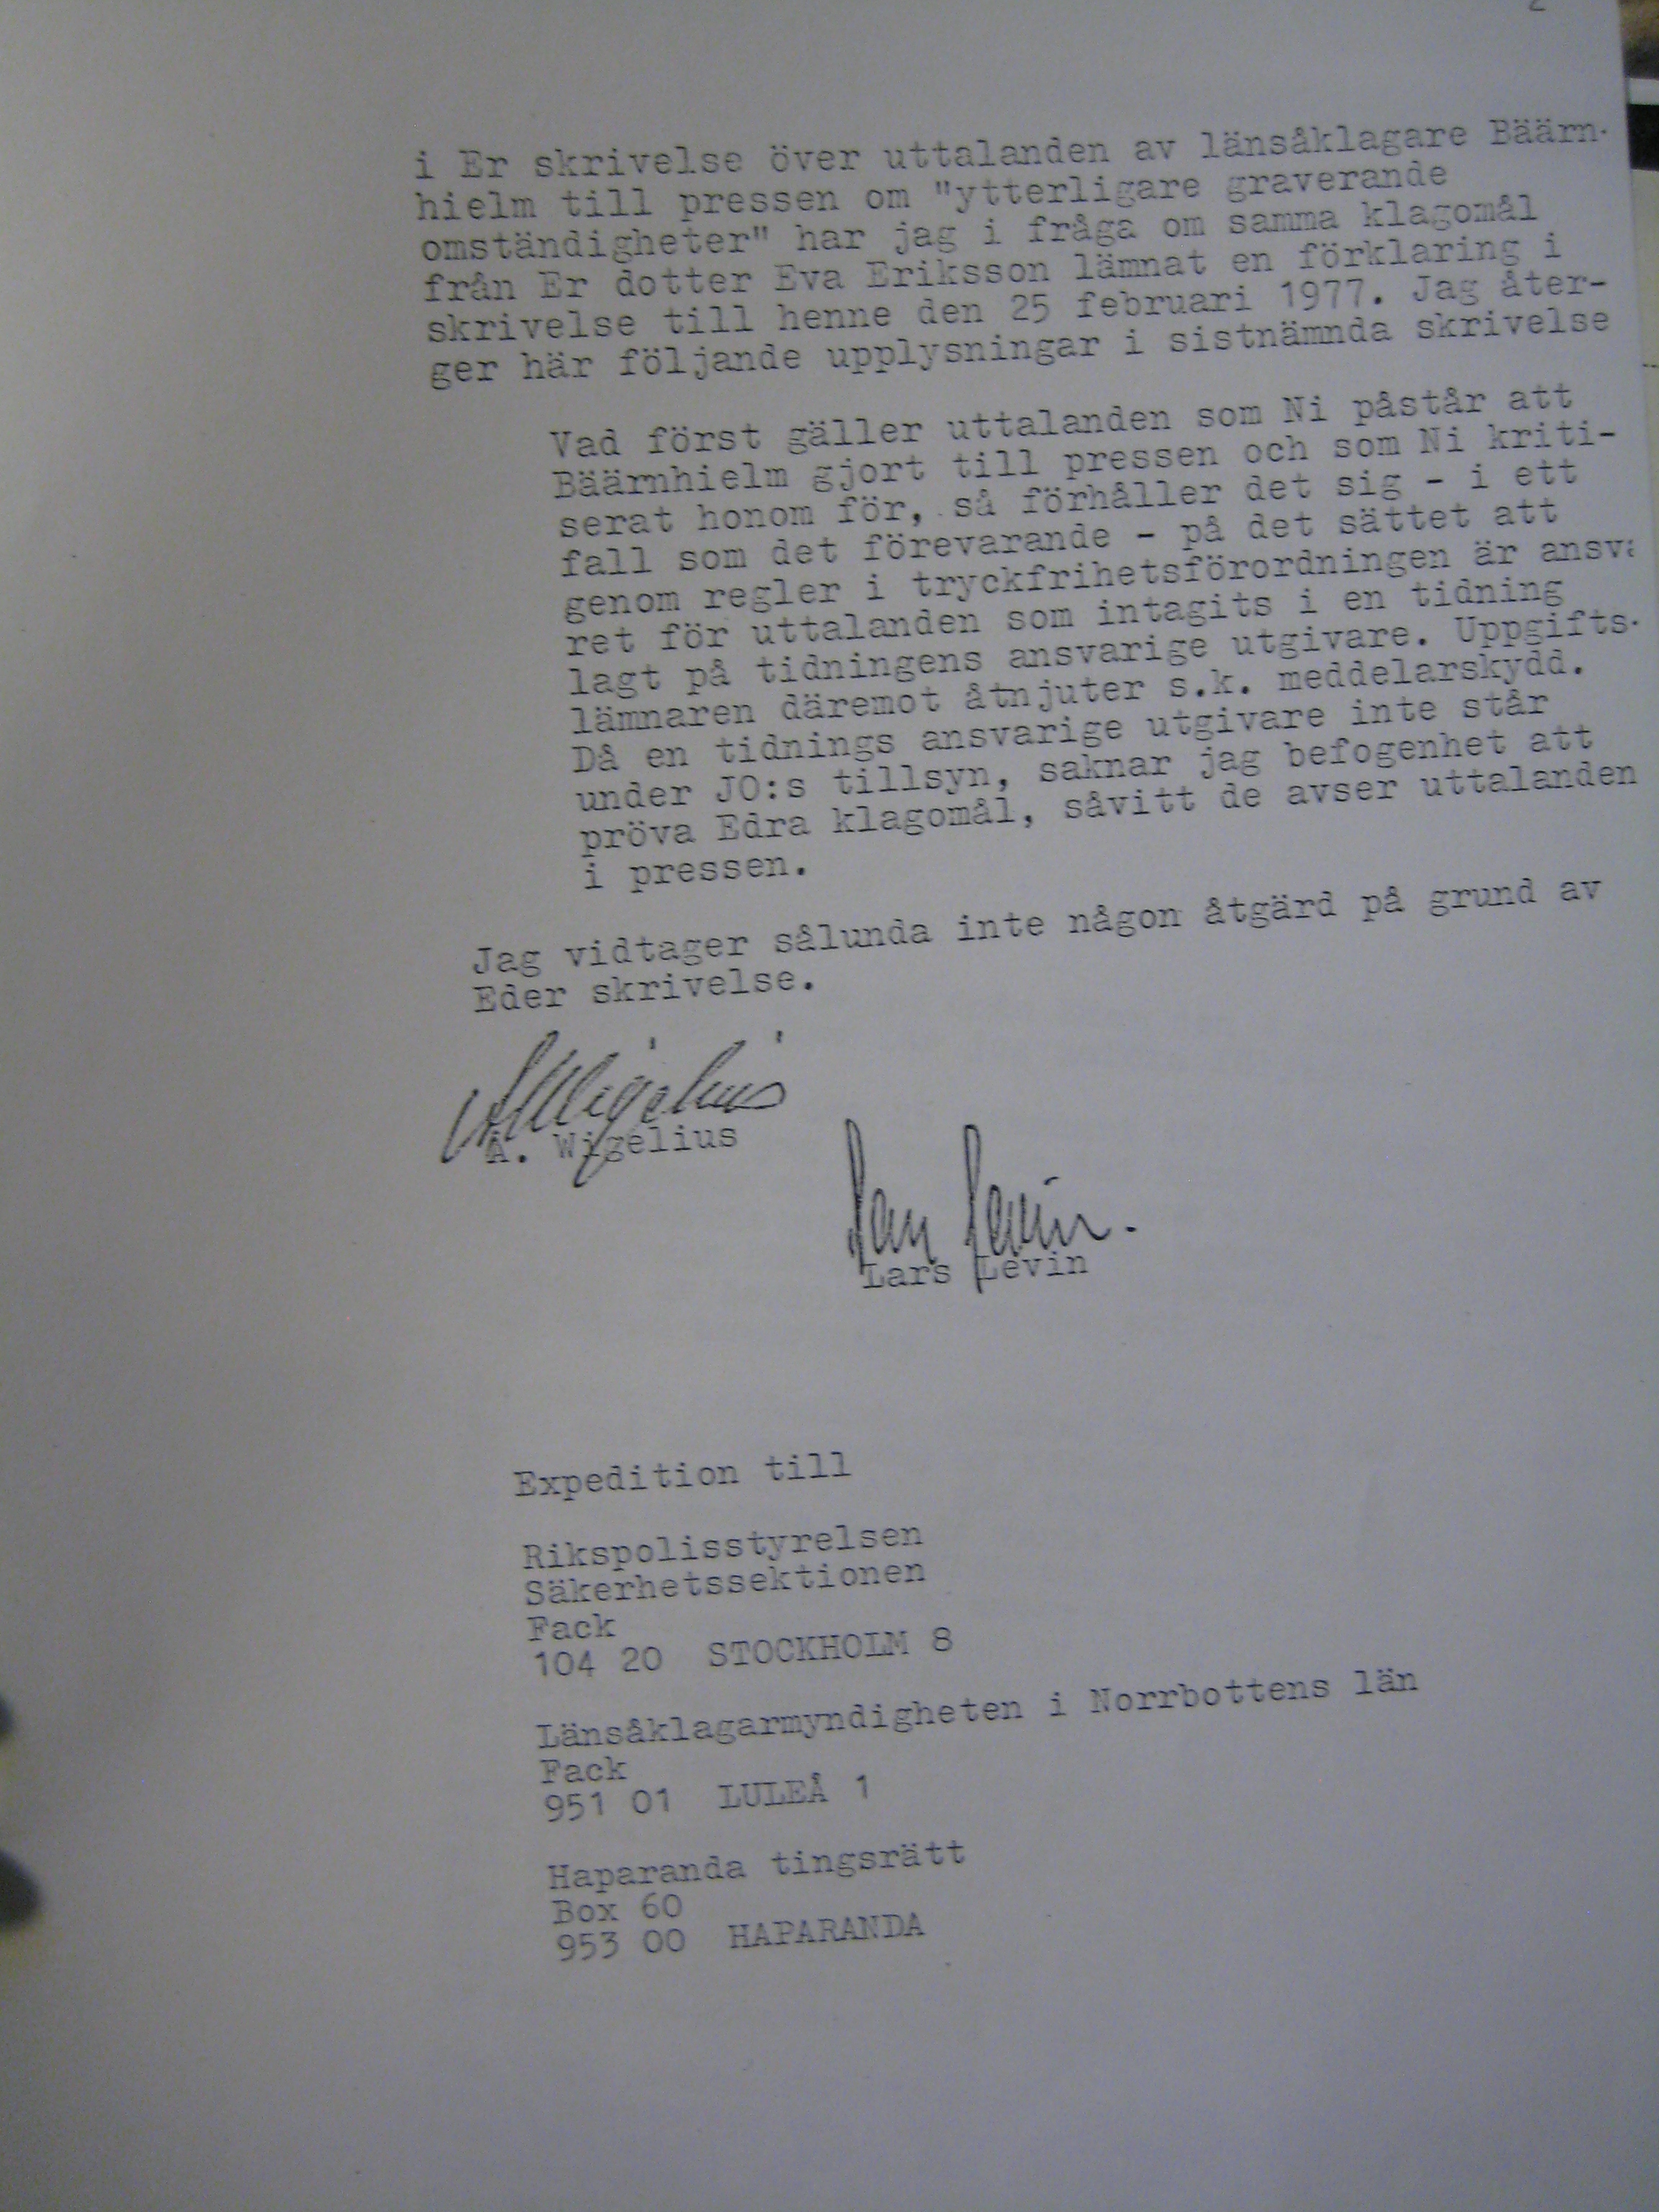 2
i Er skrivelse över uttalanden av länsåklagare Bäärn-
hielm till pressen om "ytterligare graverande
omständigheter" har jag i fråga om samma klagomål
från Er dotter Eva Eriksson lämnat en förklaring i
skrivelse till henne den 25 februari 1977. Jag åter-
ger här följande upplysningar i sistnämnda skrivelse
Vad först gäller uttalanden som Ni påstår att
Bäärnhielm gjort till pressen och som Ni kriti-
serat honom för, så förhåller det sig - i ett
fall som det förevarande - på det sättet att
genom regler i tryckfrihetsförordningen är ansva
ret för uttalanden som intagits i en tidning
lagt på tidningens ansvarige utgivare. Uppgifts-
lämnaren däremot åtnjuter s.k. meddelarskydd.
Då en tidnings ansvarige utgivare inte står
under JO:s tillsyn, saknar jag befogenhet att
pröva Edra klagomål, såvitt de avser uttalanden
i pressen.
Jag vidtager sålunda inte någon åtgärd på grund av
Eder skrivelse.
A Wigelius
A. Wigelius
Lars Levin.
Lars Levin
Expedition till
Rikspolisstyrelsen
Säkerhetssektionen
Fack
104 20 STOCKHOLM 8
Länsåklagarmyndigheten i Norrbottens län
Fack
951 01 LULEÅ 1
Haparanda tingsrätt
Box 60
953 00 HAPARANDA